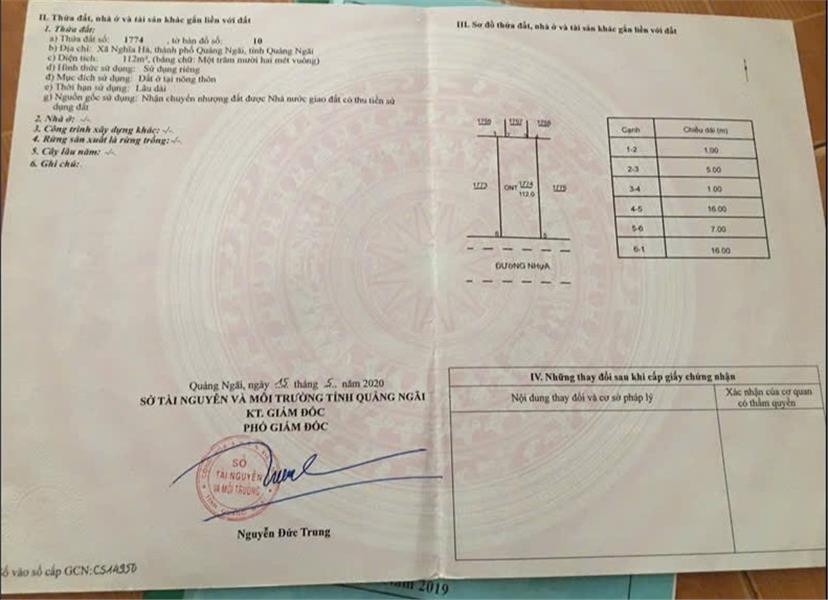 II. Thửa đất, nhà ở và tài sản khác gắn liền với đất
1. Thửa đất:
a) Thửa đất số: 1774 , tờ bản đồ số: 10
b) Địa chỉ: Xã Nghĩa Hà, thành phố Quảng Ngãi, tỉnh Quảng Ngãi
c) Diện tích: 112m², (bằng chữ: Một trăm mười hai mét vuông)
d) Hình thức sử dụng: Sử dụng riêng
đ) Mục đích sử dụng: Đất ở tại nông thôn
e) Thời hạn sử dụng: Lâu dài
g) Nguồn gốc sử dụng: Nhận chuyển nhượng đất được Nhà nước giao đất có thu tiền sử
dụng đất
2. Nhà ở: -/-
3. Công trình xây dựng khác: -/-
4. Rừng sản xuất là rừng trồng: -/-
5. Cây lâu năm: -/-
6. Ghi chú:
Quảng Ngãi, ngày 15 tháng 5 năm 2020
SỞ TÀI NGUYÊN VÀ MÔI TRƯỜNG TỈNH QUẢNG NGÃI
KT. GIÁM ĐỐC
PHÓ GIÁM ĐỐC
SỞ
TÀI NGUYÊN
VÀ MÔI TRƯỜNG
Nguyễn Đức Trung
Số vào sổ cấp GCN: CS14950
III. Sơ đồ thửa đất, nhà ở và tài sản khác gắn liền với đất
1757
1773 ONT 1774 1775
112.0
ĐƯỜNG NHỰA
Cạnh Chiều dài (m)
1-2 1.00
2-3 5.00
3-4 1.00
4-5 16.00
5-6 7.00
6-1 16.00
IV. Những thay đổi sau khi cấp giấy chứng nhận
Nội dung thay đổi và cơ sở pháp lý
Xác nhận của cơ quan
có thẩm quyền
năm 2019